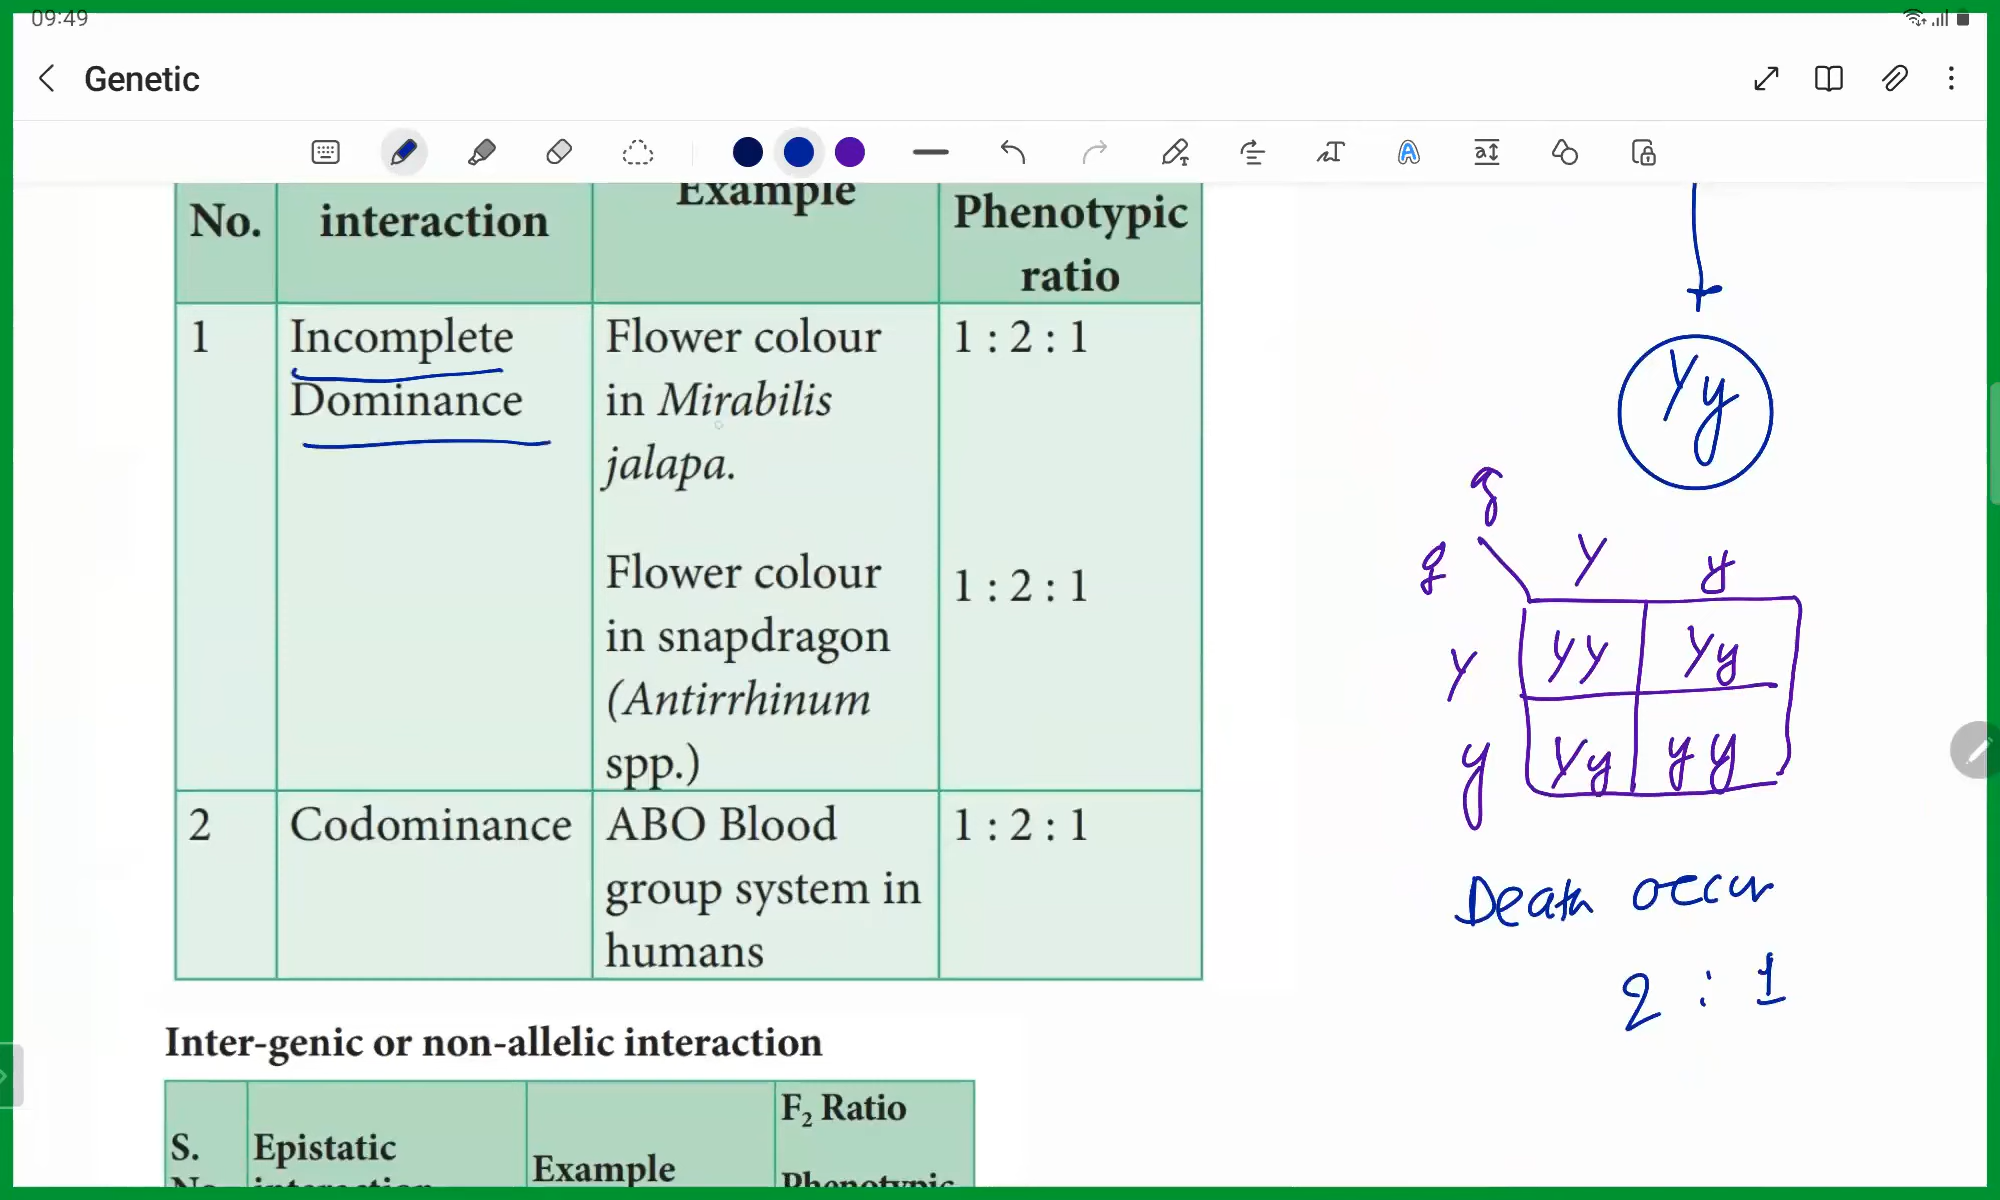 09:49
Genetic
No.
interaction
Example
Phenotypic
ratio
1
Incomplete
Dominance
Flower colour
in Mirabilis
jalapa.
1 : 2 : 1
Flower colour
in snapdragon
(Antirrhinum
spp.)
1 : 2 : 1
2
Codominance
ABO Blood
group system in
humans
1 : 2 : 1
Inter-genic or non-allelic interaction
S.
No
Epistatic
interaction
Example
F₂ Ratio
Phenotypic
Yy
Y y
Y YY Yy
y Yy yy
Death occur
2 : 1